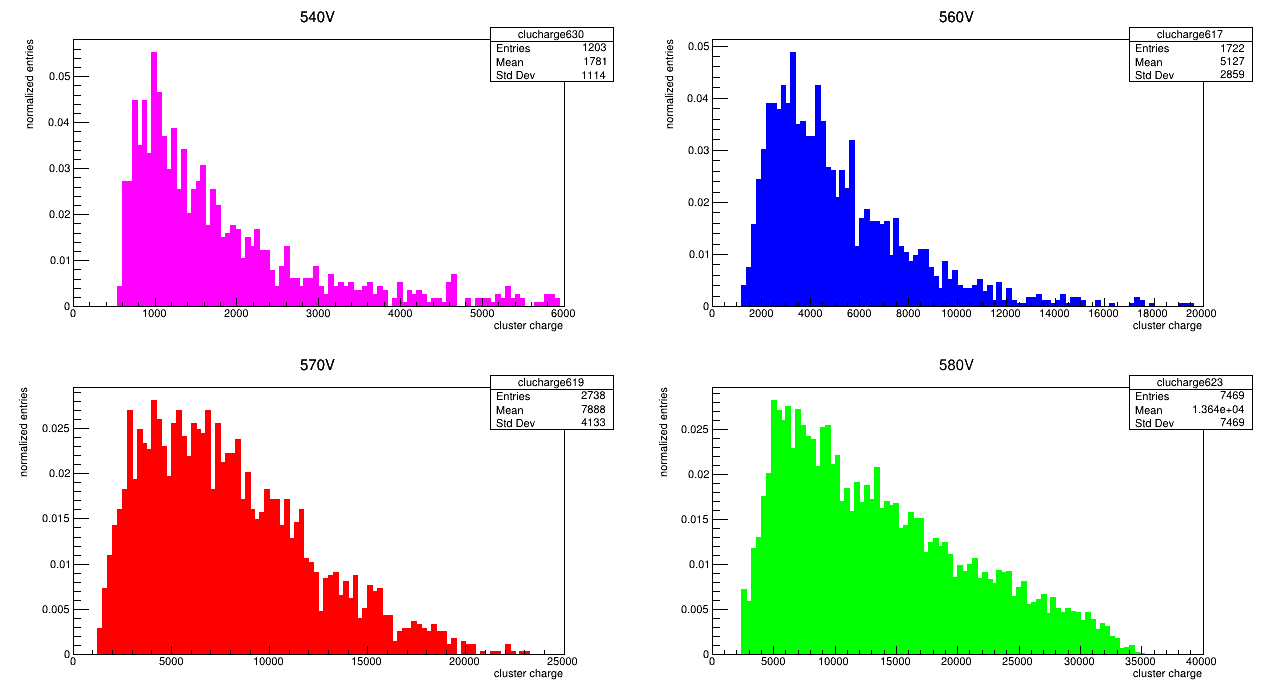 540V
clucharge630
Entries 1203
Mean 1781
Std Dev 1114
normalized entries
0.05
0.04
0.03
0.02
0.01
0
0 1000 2000 3000 4000 5000 6000
cluster charge
560V
clucharge617
Entries 1722
Mean 5127
Std Dev 2859
normalized entries
0.05
0.04
0.03
0.02
0.01
0
0 2000 4000 6000 8000 10000 12000 14000 16000 18000 20000
cluster charge
570V
clucharge619
Entries 2738
Mean 7888
Std Dev 4133
normalized entries
0.025
0.02
0.015
0.01
0.005
0
0 5000 10000 15000 20000 25000
cluster charge
580V
clucharge623
Entries 7469
Mean 1.364e+04
Std Dev 7469
normalized entries
0.025
0.02
0.015
0.01
0.005
0
0 5000 10000 15000 20000 25000 30000 35000 40000
cluster charge